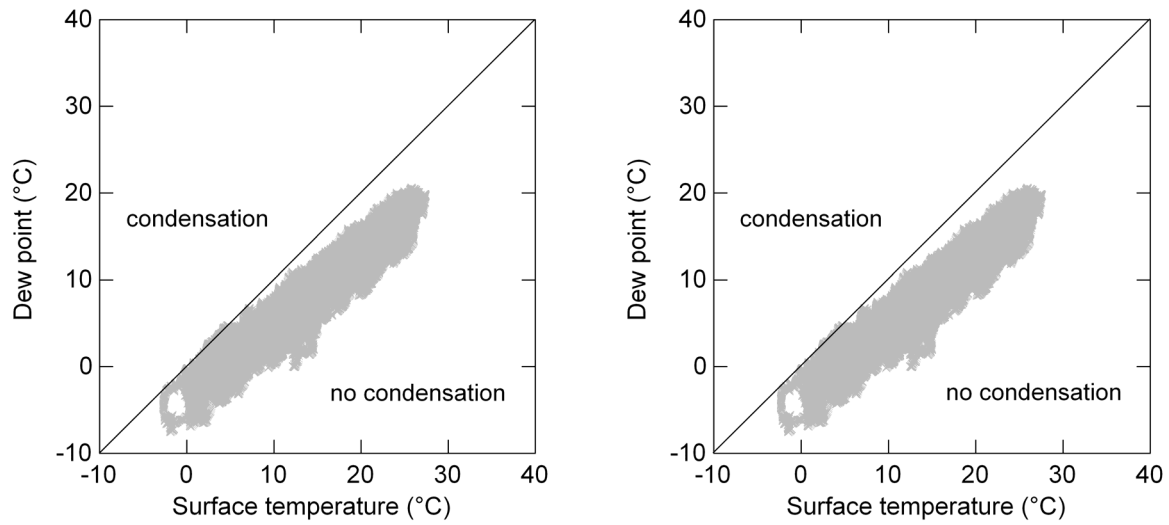 40
30
20
10
0
-10
Dew point (°C)
condensation
no condensation
-10 0 10 20 30 40
Surface temperature (°C)
40
30
20
10
0
-10
Dew point (°C)
condensation
no condensation
-10 0 10 20 30 40
Surface temperature (°C)